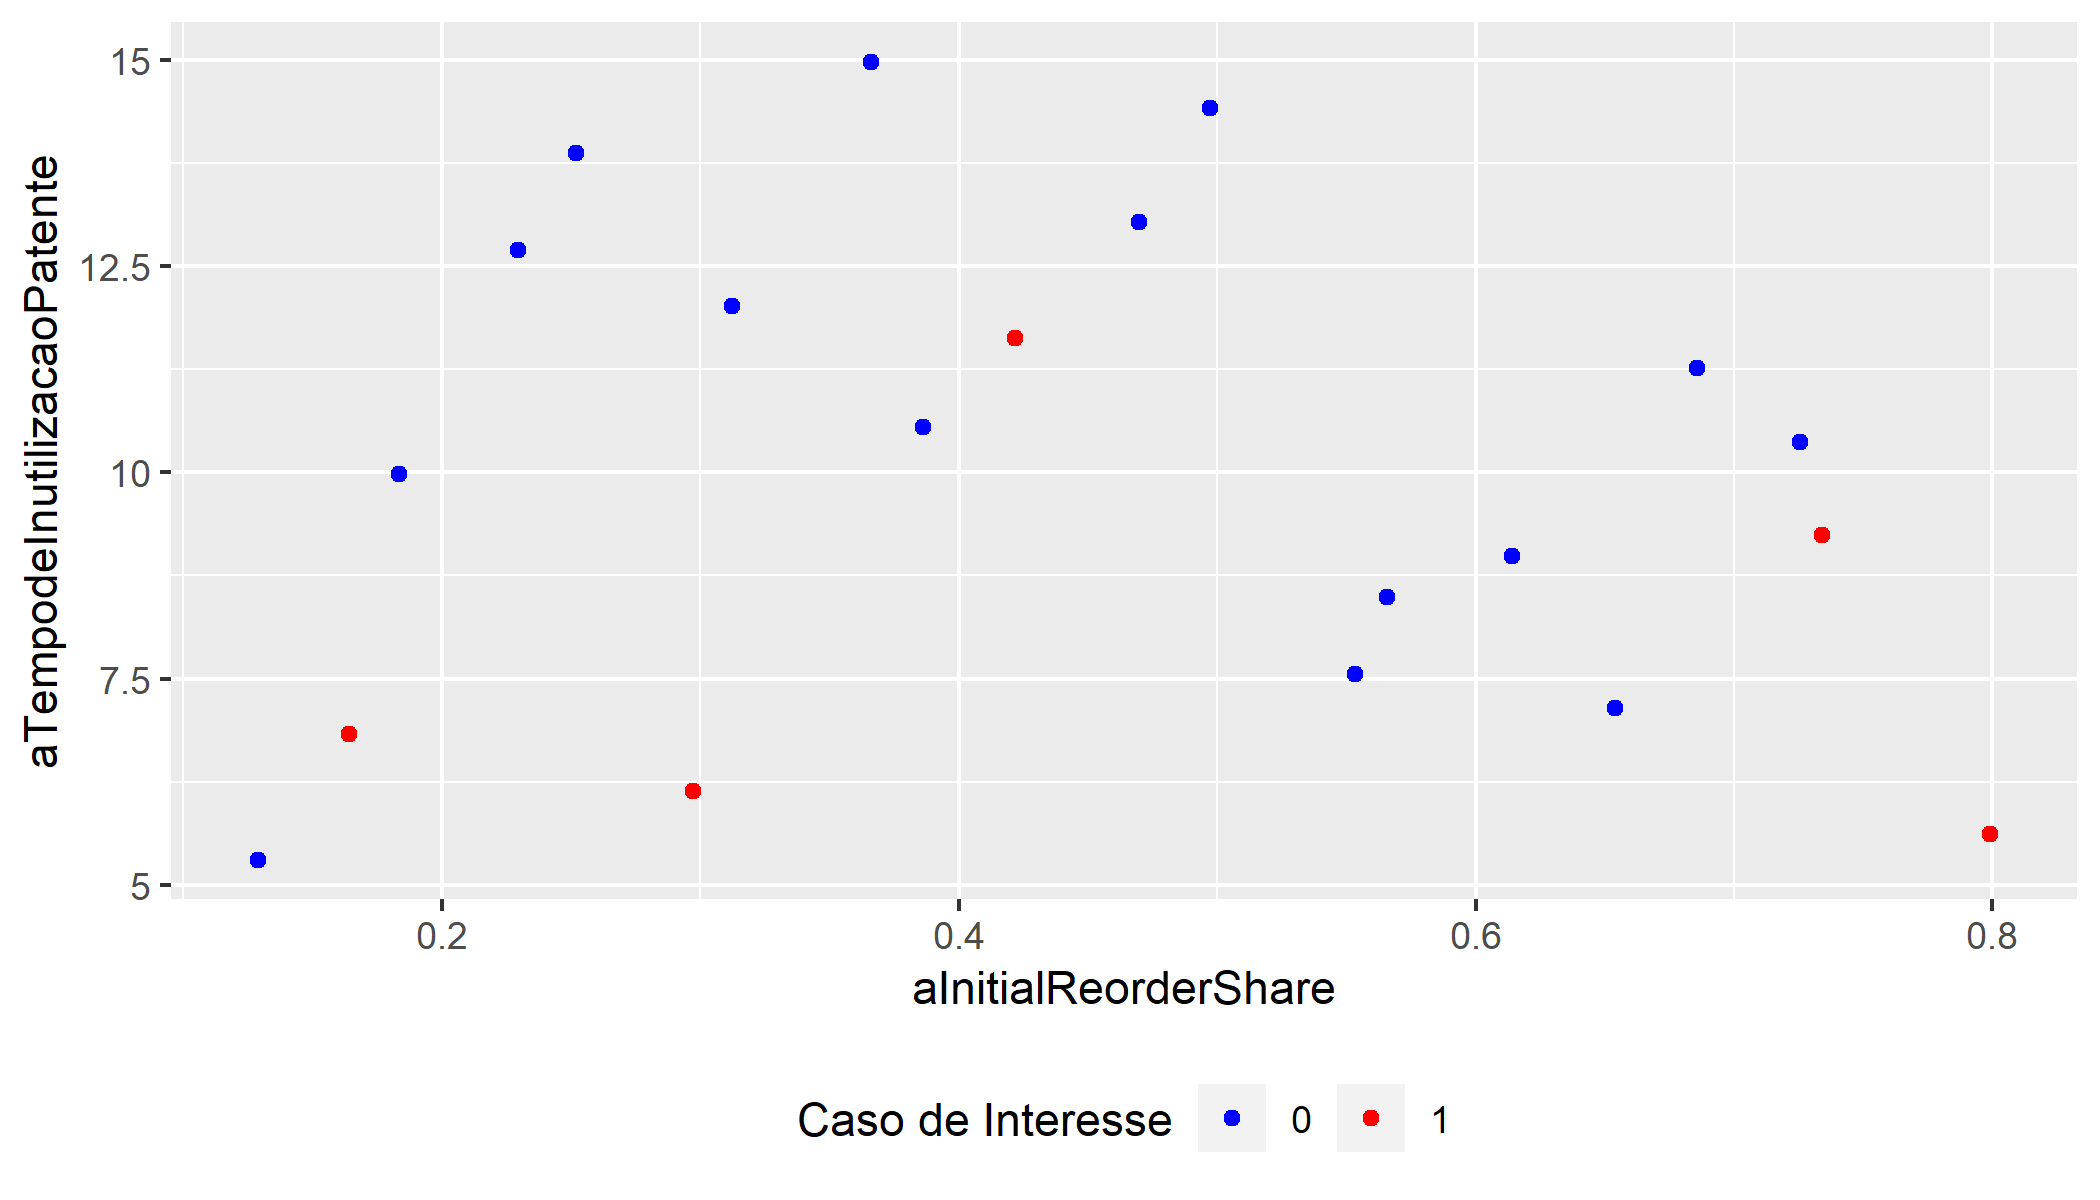 15
12.5
10
7.5
5
aTempodeInutilizacaoPatente
0.2 0.4 0.6 0.8
aInitialReorderShare
Caso de Interesse 0 1